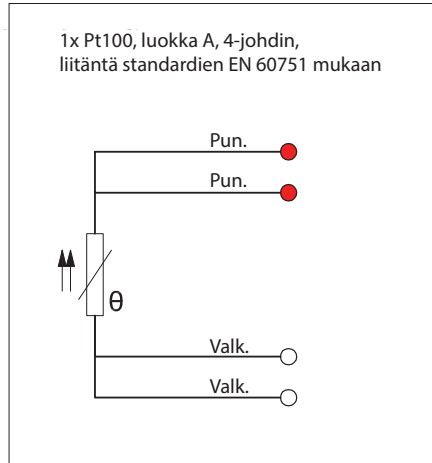 1x Pt100, luokka A, 4-johdin,
liitäntä standardien EN 60751 mukaan
Pun.
Pun.
θ
Valk.
Valk.